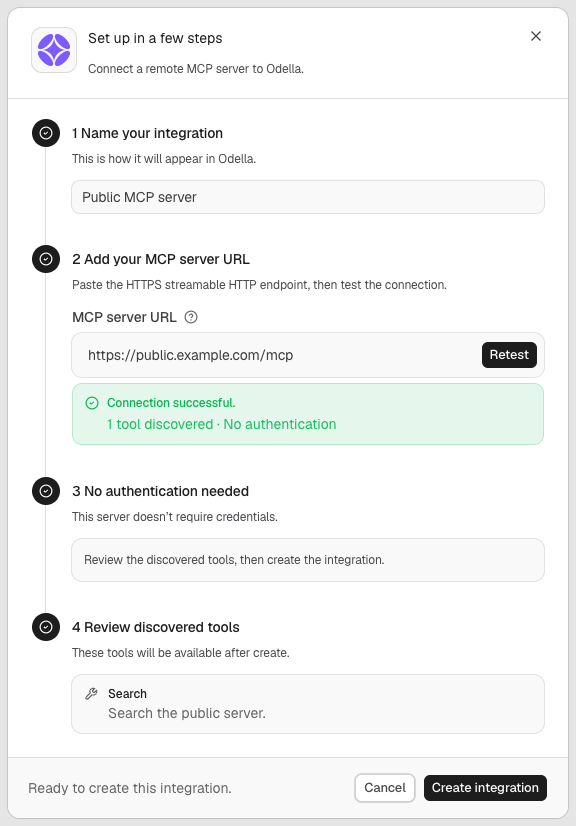 Set up in a few steps
Connect a remote MCP server to Odella.
1 Name your integration
This is how it will appear in Odella.
Public MCP server
2 Add your MCP server URL
Paste the HTTPS streamable HTTP endpoint, then test the connection.
MCP server URL
https://public.example.com/mcp
Retest
Connection successful.
1 tool discovered · No authentication
3 No authentication needed
This server doesn’t require credentials.
Review the discovered tools, then create the integration.
4 Review discovered tools
These tools will be available after create.
Search
Search the public server.
Ready to create this integration.
Cancel
Create integration